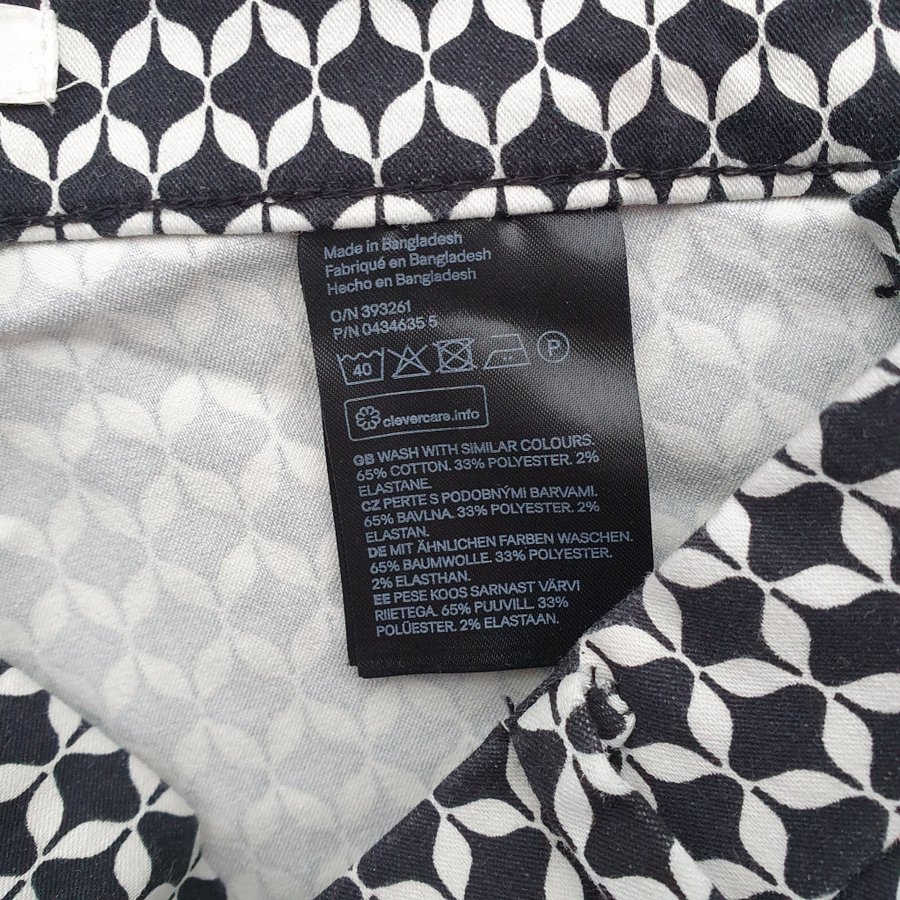 Made in Bangladesh
Fabriqué en Bangladesh
Hecho en Bangladesh
O/N 393261
P/N 0434635 5
40
P
clevercare.info
GB WASH WITH SIMILAR COLOURS.
65% COTTON. 33% POLYESTER. 2%
ELASTANE.
CZ PERTE S PODOBNÝMI BARVAMI.
65% BAVLNA. 33% POLYESTER. 2%
ELASTAN.
DE MIT ÄHNLICHEN FARBEN WASCHEN.
65% BAUMWOLLE. 33% POLYESTER.
2% ELASTHAN.
EE PESE KOOS SARNAST VÄRVI
RIIETEGA. 65% PUUVILL. 33%
POLÜESTER. 2% ELASTAAN.